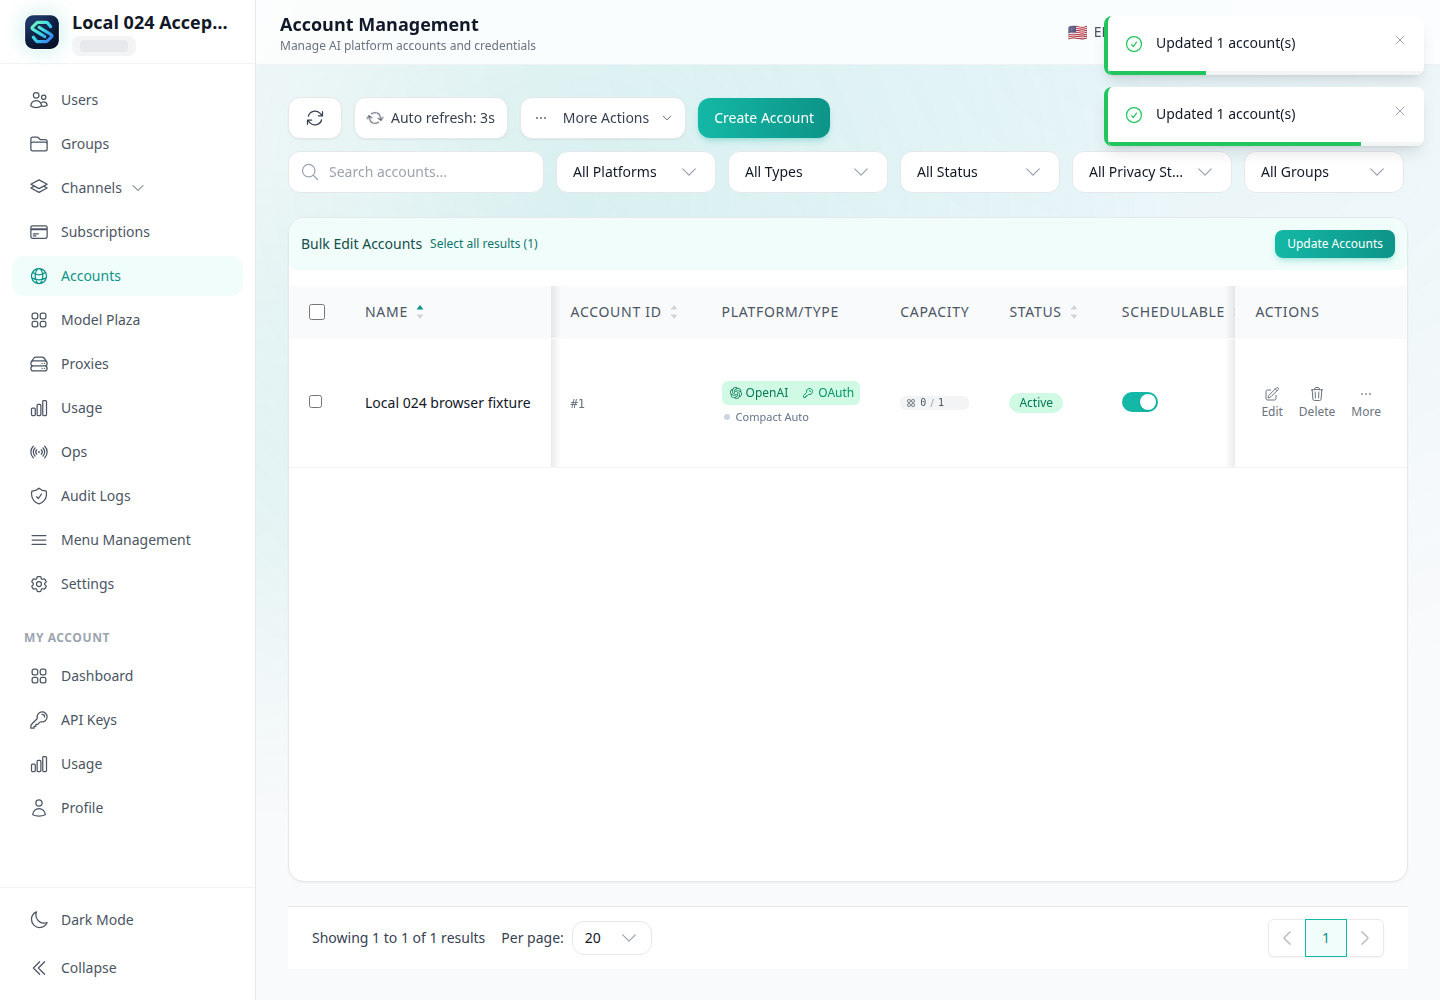 Local 024 Accep...
Account Management
Manage AI platform accounts and credentials
Updated 1 account(s)
Updated 1 account(s)
Users
Groups
Channels
Subscriptions
Accounts
Model Plaza
Proxies
Usage
Ops
Audit Logs
Menu Management
Settings
MY ACCOUNT
Dashboard
API Keys
Usage
Profile
Dark Mode
Collapse
Auto refresh: 3s
More Actions
Create Account
Search accounts...
All Platforms
All Types
All Status
All Privacy St...
All Groups
Bulk Edit Accounts Select all results (1)
Update Accounts
NAME ACCOUNT ID PLATFORM/TYPE CAPACITY STATUS SCHEDULABLE ACTIONS
Local 024 browser fixture
#1
OpenAI OAuth
Compact Auto
0 / 1
Active
Edit Delete More
Showing 1 to 1 of 1 results Per page: 20
1